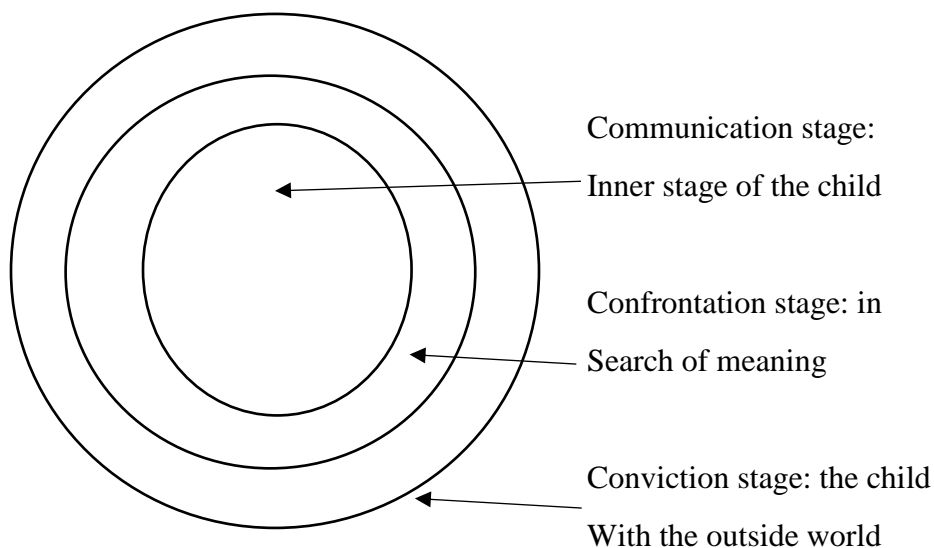 Communication stage:
Inner stage of the child
Confrontation stage: in
Search of meaning
Conviction stage: the child
With the outside world